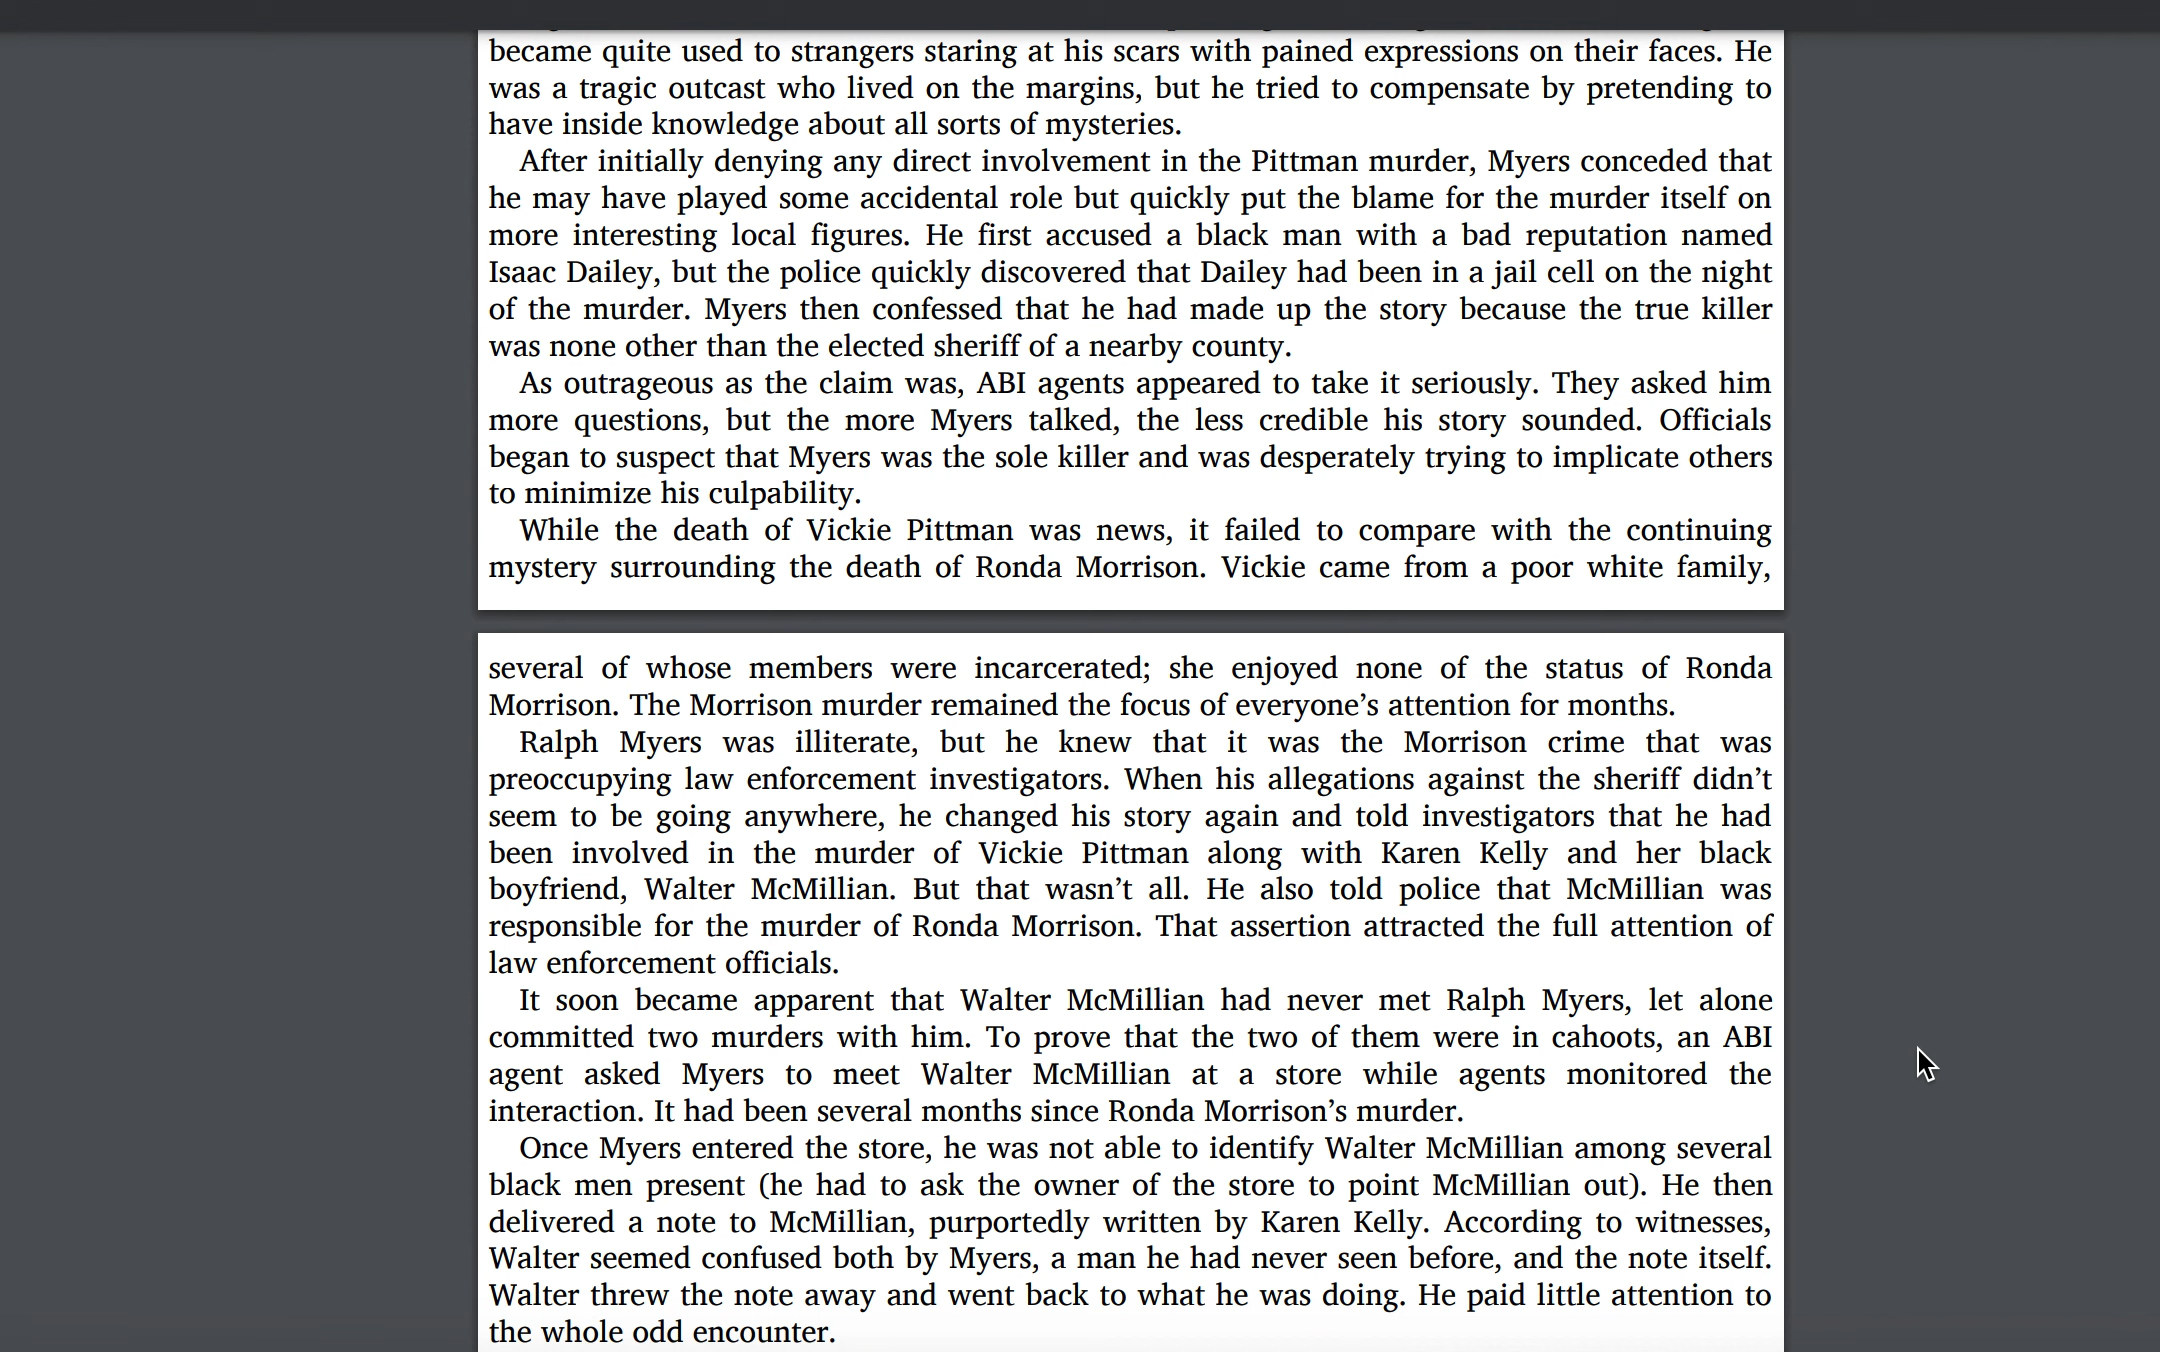 became quite used to strangers staring at his scars with pained expressions on their faces. He
was a tragic outcast who lived on the margins, but he tried to compensate by pretending to
have inside knowledge about all sorts of mysteries.
After initially denying any direct involvement in the Pittman murder, Myers conceded that
he may have played some accidental role but quickly put the blame for the murder itself on
more interesting local figures. He first accused a black man with a bad reputation named
Isaac Dailey, but the police quickly discovered that Dailey had been in a jail cell on the night
of the murder. Myers then confessed that he had made up the story because the true killer
was none other than the elected sheriff of a nearby county.
As outrageous as the claim was, ABI agents appeared to take it seriously. They asked him
more questions, but the more Myers talked, the less credible his story sounded. Officials
began to suspect that Myers was the sole killer and was desperately trying to implicate others
to minimize his culpability.
While the death of Vickie Pittman was news, it failed to compare with the continuing
mystery surrounding the death of Ronda Morrison. Vickie came from a poor white family,
several of whose members were incarcerated; she enjoyed none of the status of Ronda
Morrison. The Morrison murder remained the focus of everyone’s attention for months.
Ralph Myers was illiterate, but he knew that it was the Morrison crime that was
preoccupying law enforcement investigators. When his allegations against the sheriff didn’t
seem to be going anywhere, he changed his story again and told investigators that he had
been involved in the murder of Vickie Pittman along with Karen Kelly and her black
boyfriend, Walter McMillian. But that wasn’t all. He also told police that McMillian was
responsible for the murder of Ronda Morrison. That assertion attracted the full attention of
law enforcement officials.
It soon became apparent that Walter McMillian had never met Ralph Myers, let alone
committed two murders with him. To prove that the two of them were in cahoots, an ABI
agent asked Myers to meet Walter McMillian at a store while agents monitored the
interaction. It had been several months since Ronda Morrison’s murder.
Once Myers entered the store, he was not able to identify Walter McMillian among several
black men present (he had to ask the owner of the store to point McMillian out). He then
delivered a note to McMillian, purportedly written by Karen Kelly. According to witnesses,
Walter seemed confused both by Myers, a man he had never seen before, and the note itself.
Walter threw the note away and went back to what he was doing. He paid little attention to
the whole odd encounter.